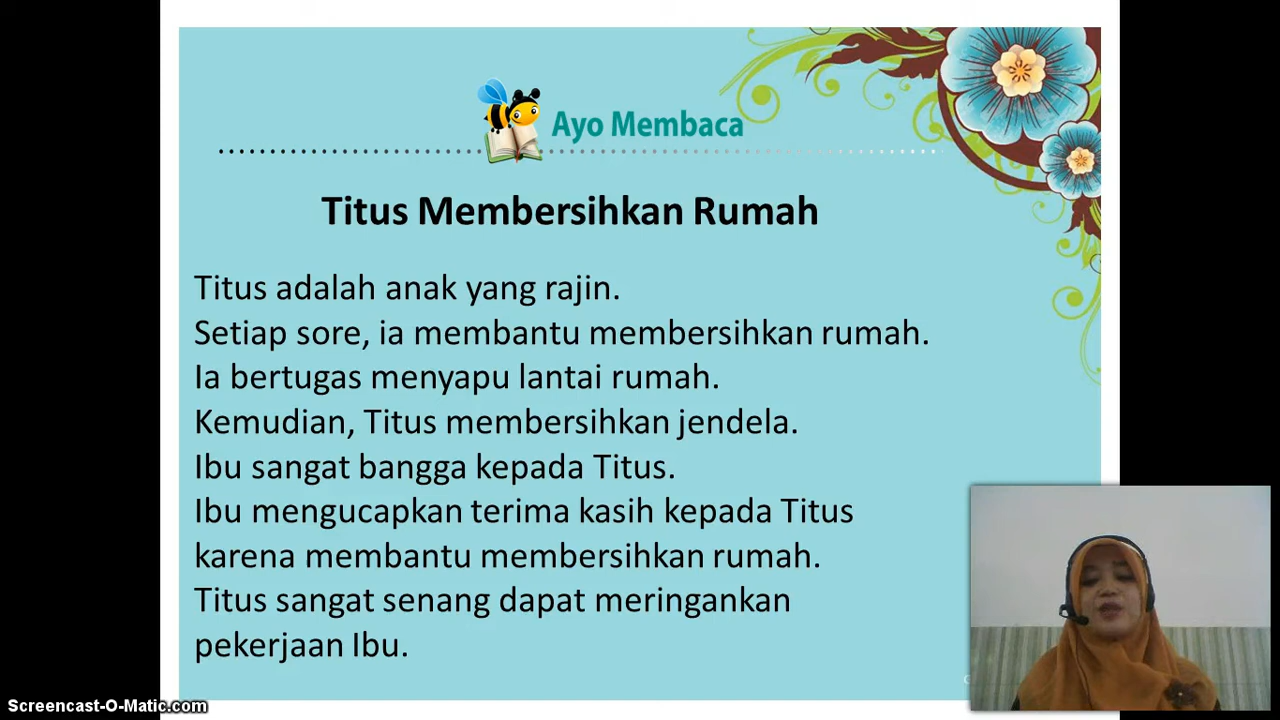 Ayo Membaca
Titus Membersihkan Rumah
Titus adalah anak yang rajin.
Setiap sore, ia membantu membersihkan rumah.
Ia bertugas menyapu lantai rumah.
Kemudian, Titus membersihkan jendela.
Ibu sangat bangga kepada Titus.
Ibu mengucapkan terima kasih kepada Titus
karena membantu membersihkan rumah.
Titus sangat senang dapat meringankan
pekerjaan Ibu.
Screencast-O-Matic.com